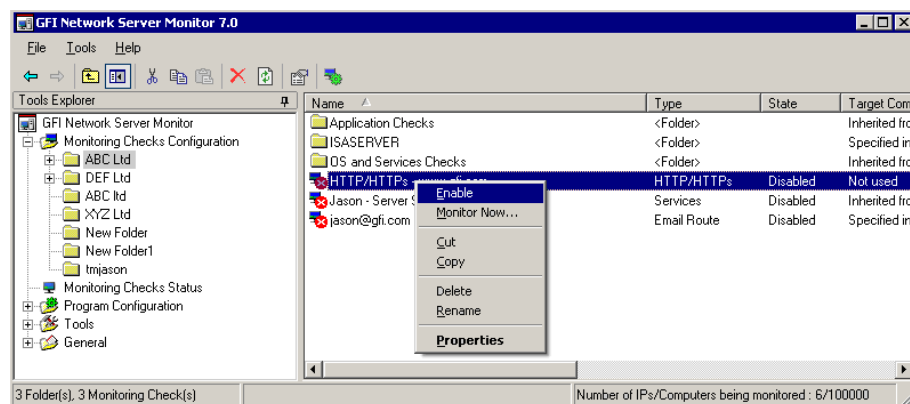 GFI Network Server Monitor 7.0
File Tools Help
Tools Explorer
GFI Network Server Monitor
Monitoring Checks Configuration
ABC Ltd
DEF Ltd
ABC ltd
XYZ Ltd
New Folder
New Folder1
tmjason
Monitoring Checks Status
Program Configuration
Tools
General
Name Type State Target Com
Application Checks <Folder> Inherited fro
ISASERVER <Folder> Specified in
OS and Services Checks <Folder> Inherited fro
HTTP/HTTPs - www.gfi.com HTTP/HTTPs Disabled Not used
Jason - Server S Services Disabled Inherited fro
jason@gfi.com Email Route Disabled Specified in
Enable
Monitor Now...
Cut
Copy
Delete
Rename
Properties
3 Folder(s), 3 Monitoring Check(s) Number of IPs/Computers being monitored : 6/100000